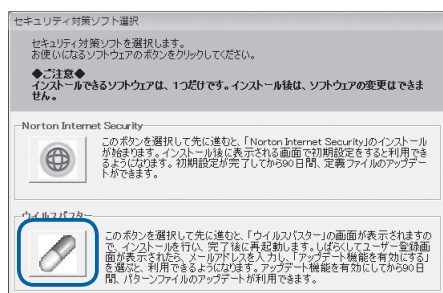 セキュリティ対策ソフト選択
セキュリティ対策ソフトを選択します。
お使いになるソフトウェアのボタンをクリックしてください。
◆ご注意◆
インストールできるソフトウェアは、1つだけです。インストール後は、ソフトウェアの変更はできま
せん。
Norton Internet Security
このボタンを選択して先に進むと、「Norton Internet Security」のインストール
が始まります。インストール後に表示される画面で初期設定をすると利用でき
るようになります。初期設定が完了してから90日間、定義ファイルのアップデー
トができます。
ウイルスバスター
このボタンを選択して先に進むと、「ウイルスバスター」の画面が表示されますの
で、インストールを行い、完了後に再起動します。しばらくしてユーザー登録画
面が表示されたら、メールアドレスを入力し、「アップデート機能を有効にする」
を選ぶと、利用できるようになります。アップデート機能を有効にしてから90日
間、パターンファイルのアップデートが利用できます。